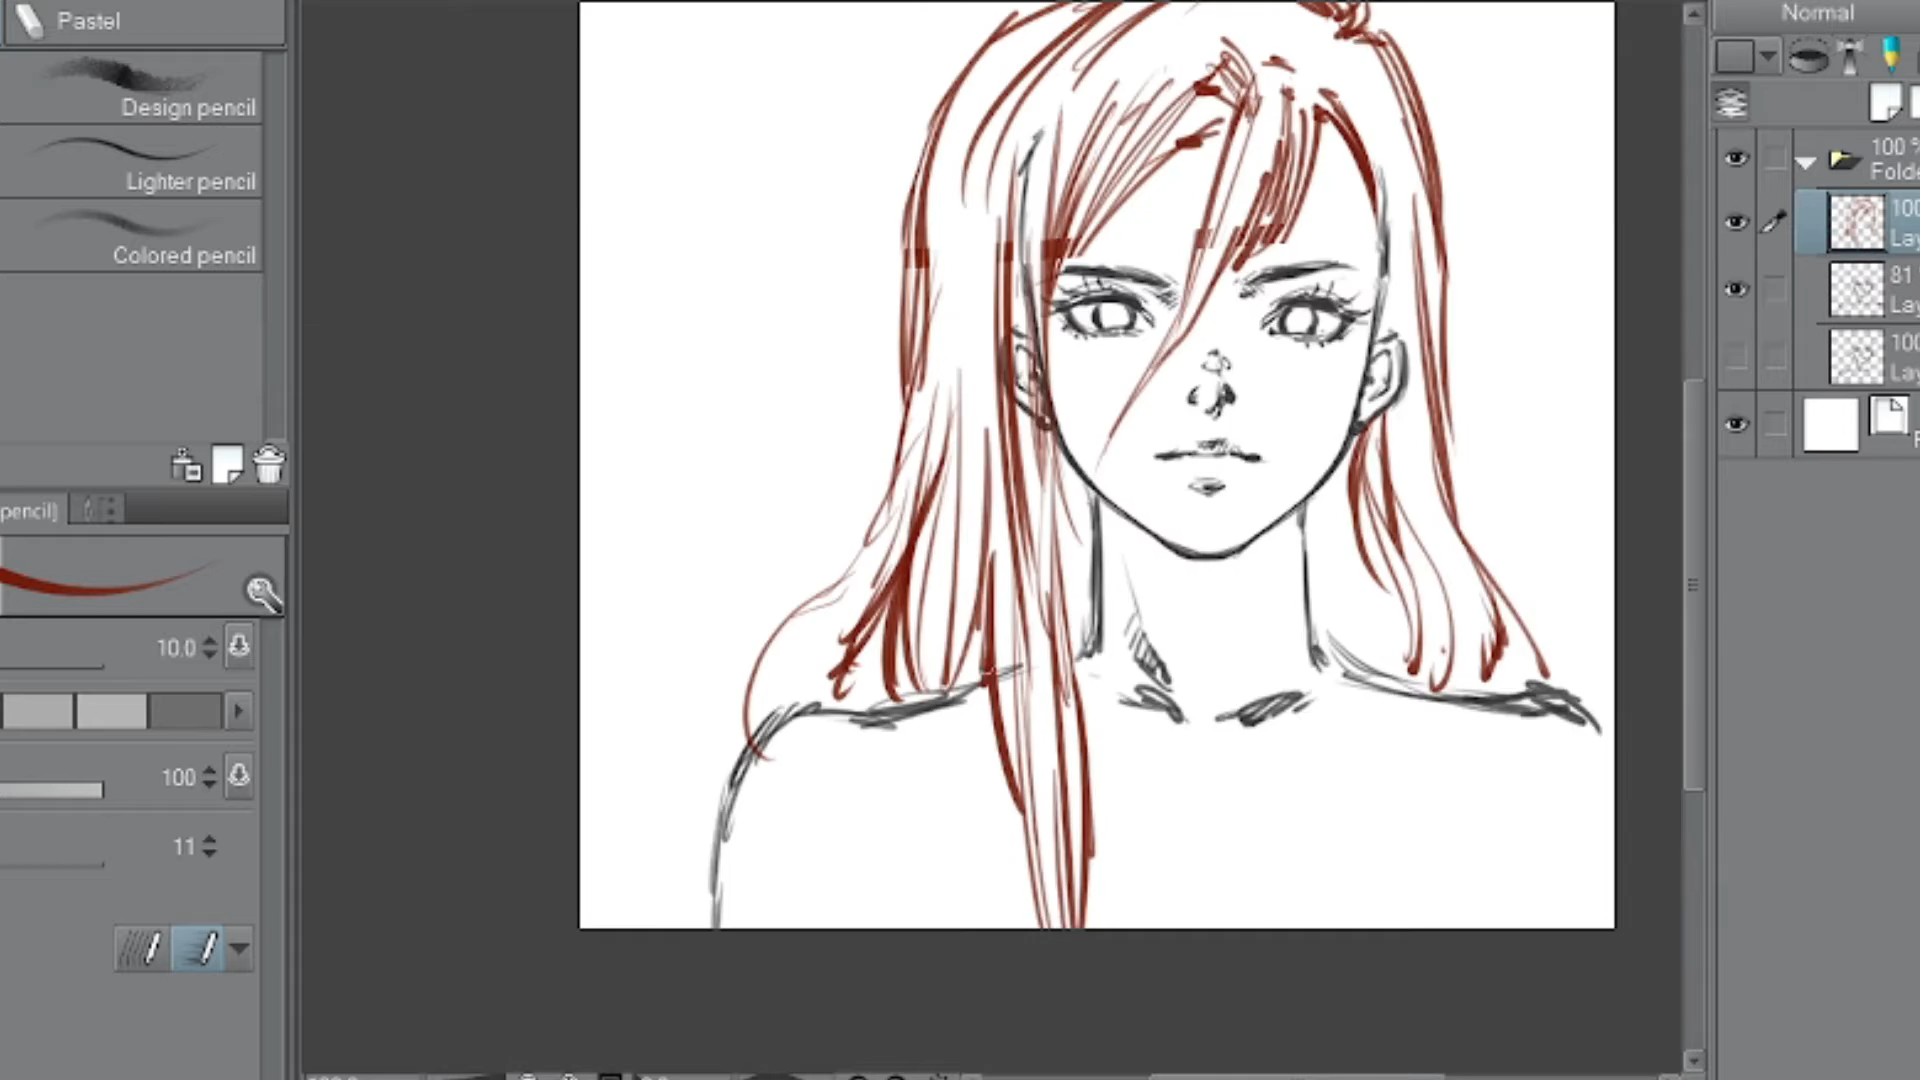 Pastel
Design pencil
Lighter pencil
Colored pencil
pencil]
10.0
100
11
Normal
100 %
Folde
100
Lay
81
Lay
100
Lay